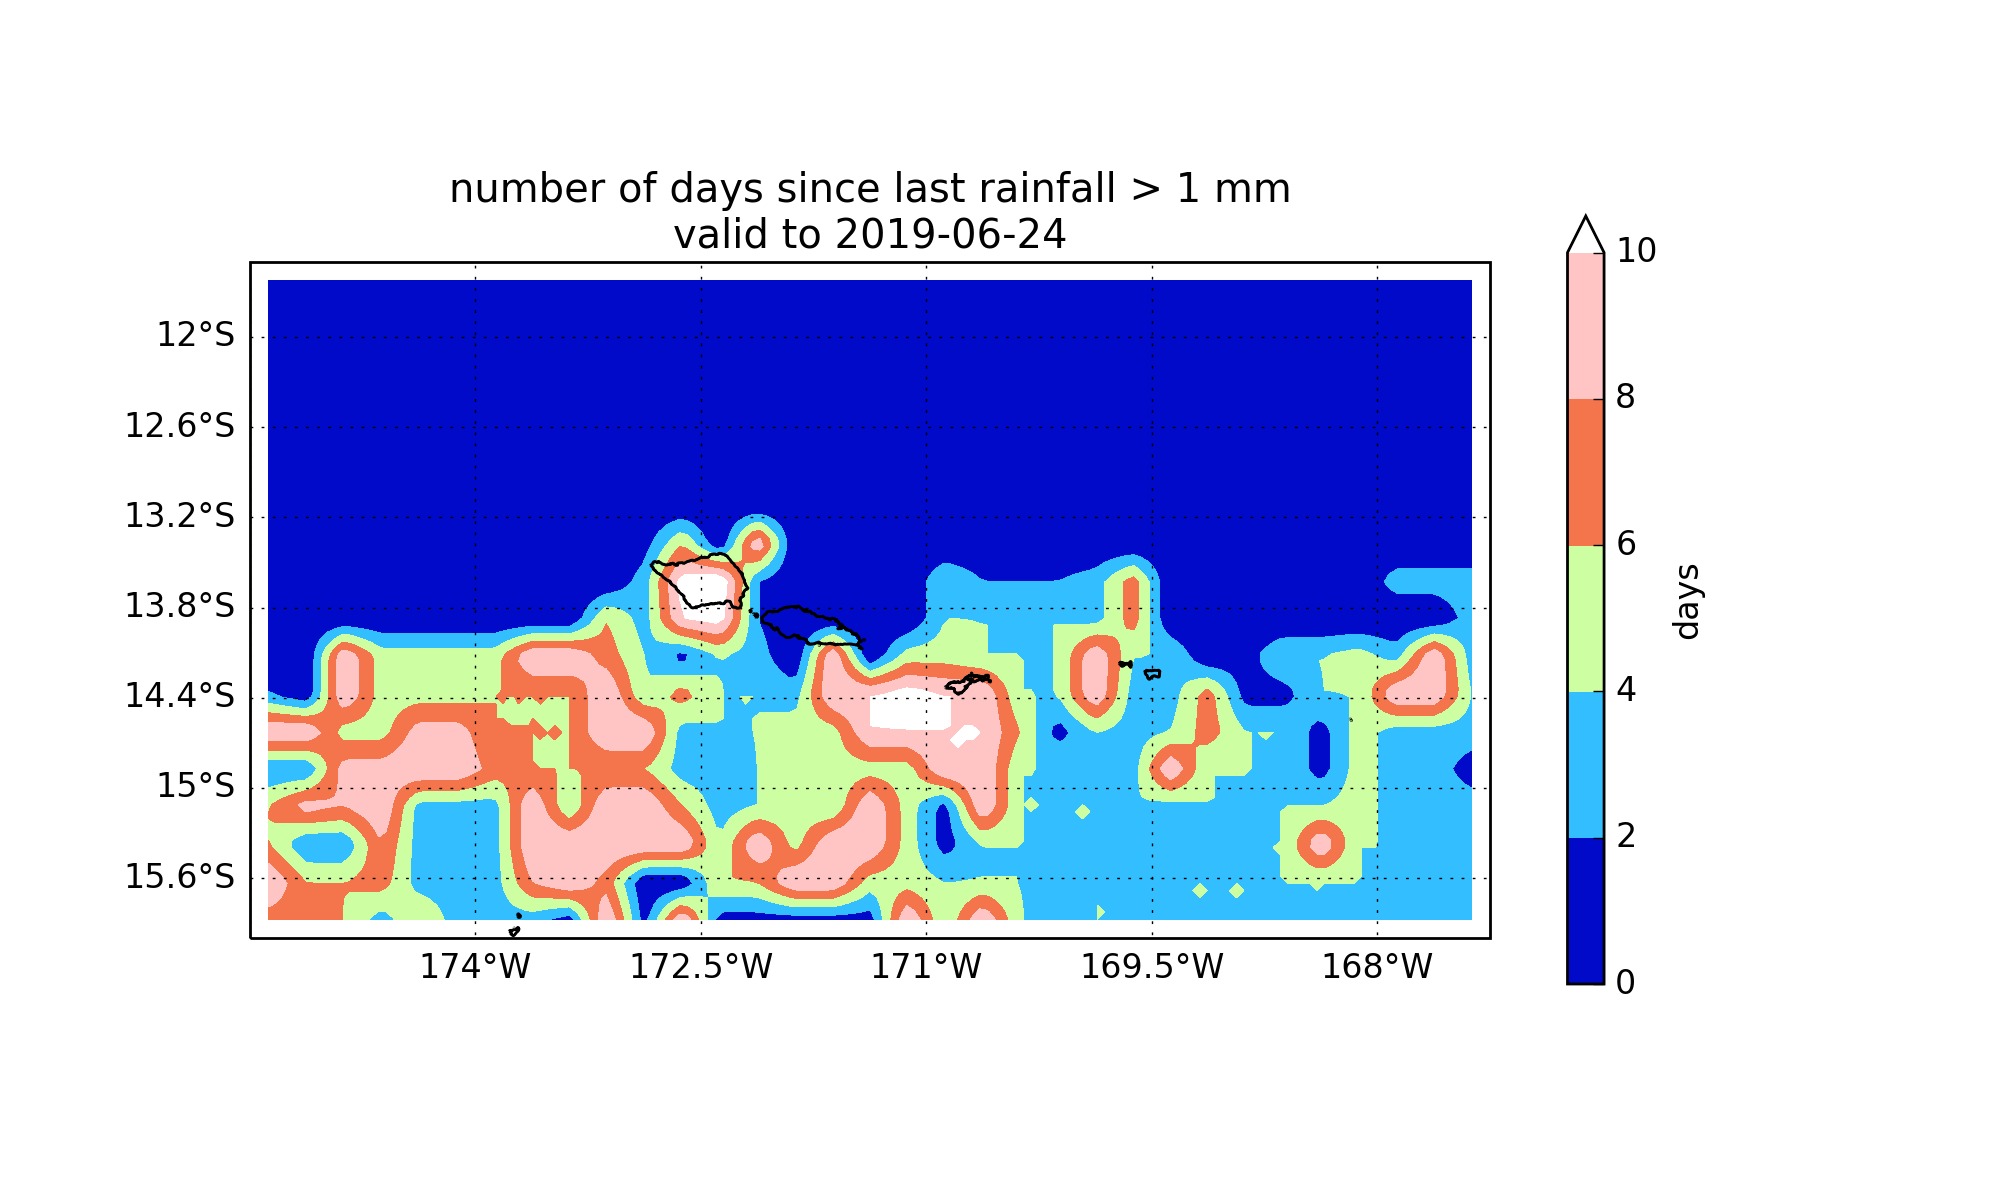 number of days since last rainfall > 1 mm
valid to 2019-06-24
12°S
12.6°S
13.2°S
13.8°S
14.4°S
15°S
15.6°S
174°W
172.5°W
171°W
169.5°W
168°W
10
8
6
4
2
0
days